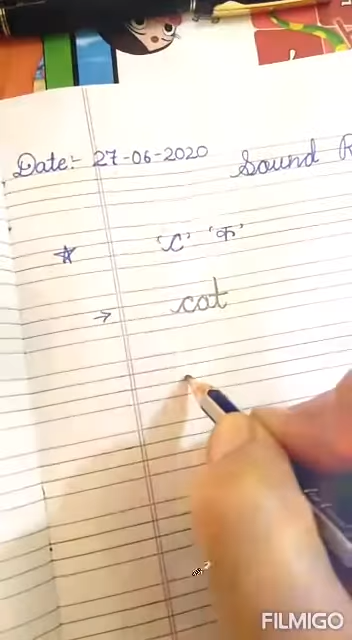 Date:- 27-06-2020 Sound R
☆ 'c' 'क'
→ cat
FILMIGO